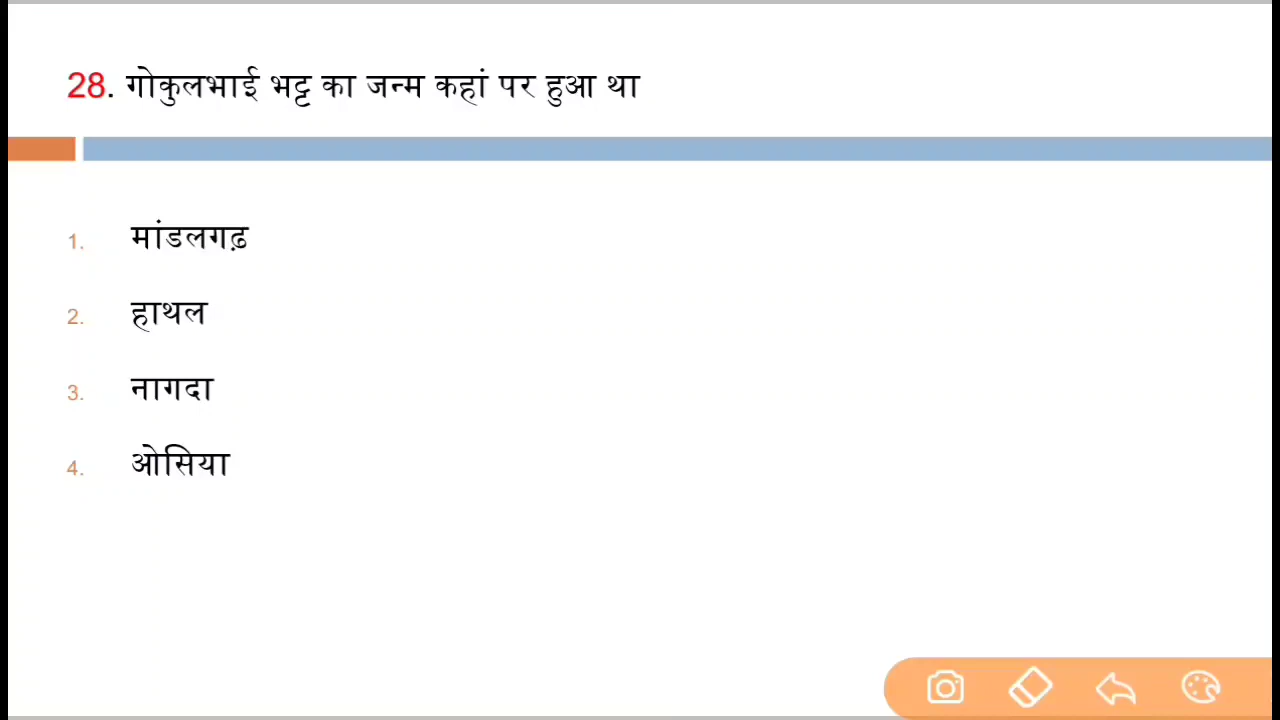 28. गोकुलभाई भट्ट का जन्म कहां पर हुआ था
1. मांडलगढ़
2. हाथल
3. नागदा
4. ओसिया